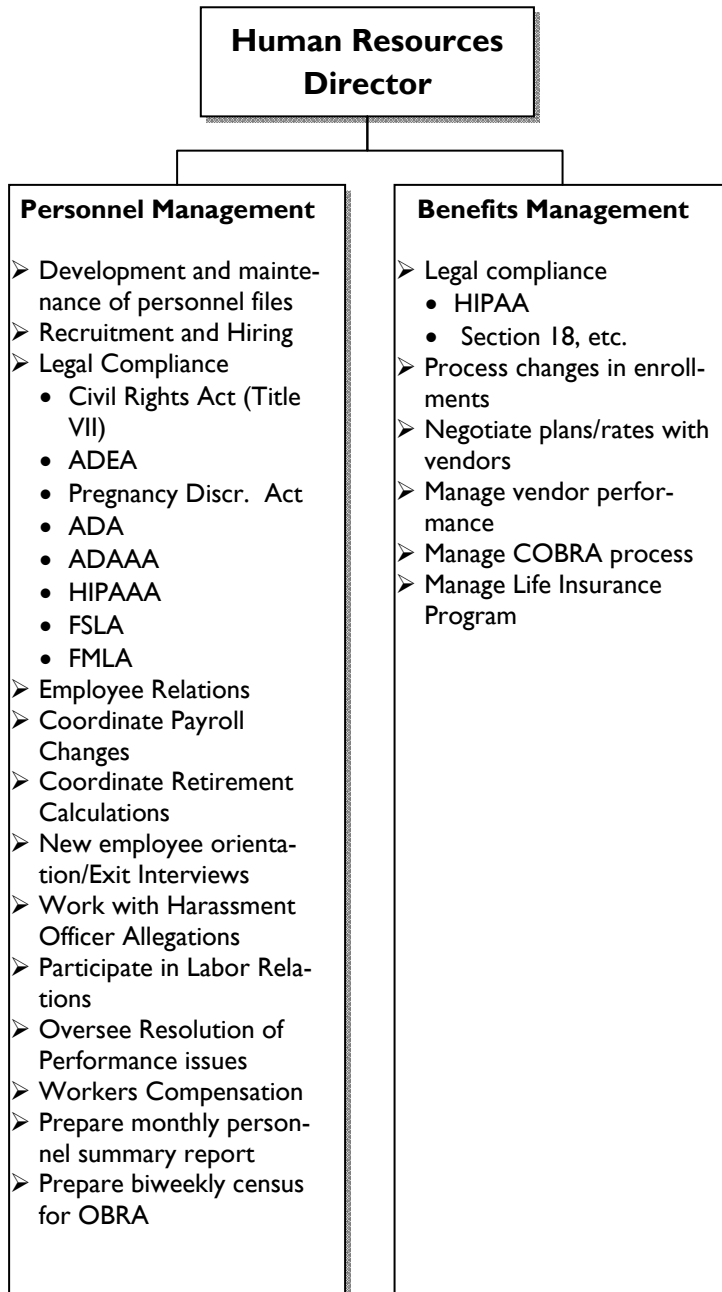 Human Resources
Director
Personnel Management
➢ Development and mainte-
nance of personnel files
➢ Recruitment and Hiring
➢ Legal Compliance
• Civil Rights Act (Title
VII)
• ADEA
• Pregnancy Discr. Act
• ADA
• ADAAA
• HIPAAA
• FSLA
• FMLA
➢ Employee Relations
➢ Coordinate Payroll
Changes
➢ Coordinate Retirement
Calculations
➢ New employee orienta-
tion/Exit Interviews
➢ Work with Harassment
Officer Allegations
➢ Participate in Labor Rela-
tions
➢ Oversee Resolution of
Performance issues
➢ Workers Compensation
➢ Prepare monthly person-
nel summary report
➢ Prepare biweekly census
for OBRA
Benefits Management
➢ Legal compliance
• HIPAA
• Section 18, etc.
➢ Process changes in enroll-
ments
➢ Negotiate plans/rates with
vendors
➢ Manage vendor perfor-
mance
➢ Manage COBRA process
➢ Manage Life Insurance
Program